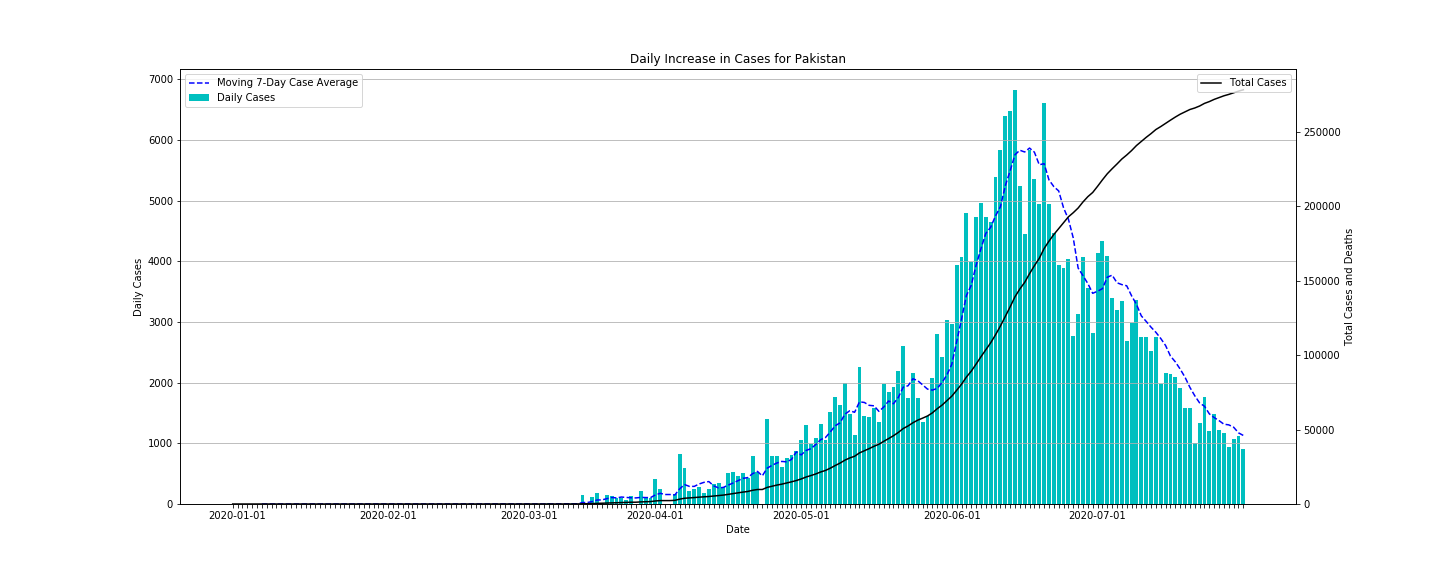 Daily Increase in Cases for Pakistan
Moving 7-Day Case Average
Daily Cases
Total Cases
7000
6000
5000
4000
3000
2000
1000
0
Daily Cases
250000
200000
150000
100000
50000
0
Total Cases and Deaths
2020-01-01 2020-02-01 2020-03-01 2020-04-01 2020-05-01 2020-06-01 2020-07-01
Date